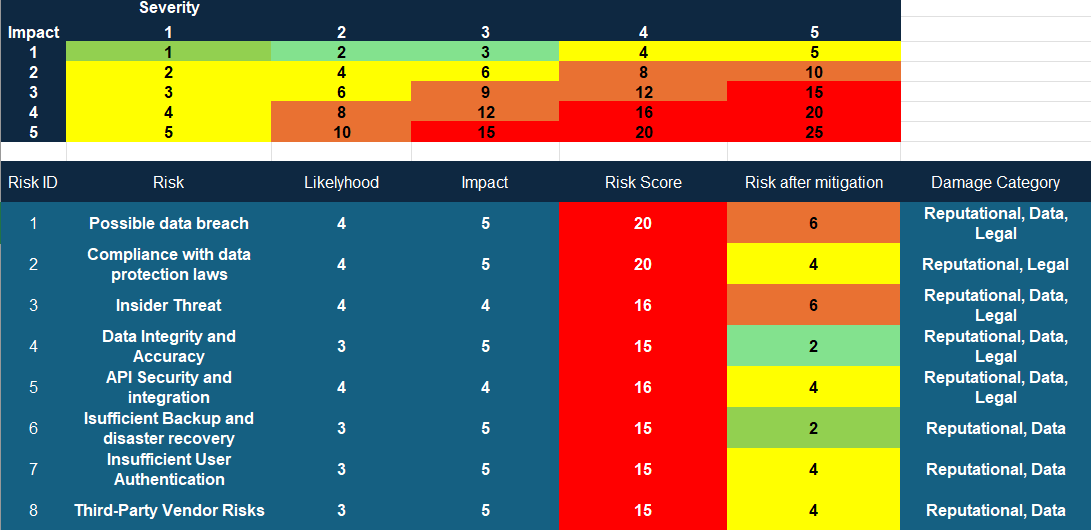 Severity
Impact 1 2 3 4 5
1 1 2 3 4 5
2 2 4 6 8 10
3 3 6 9 12 15
4 4 8 12 16 20
5 5 10 15 20 25
Risk ID Risk Likelyhood Impact Risk Score Risk after mitigation Damage Category
1 Possible data breach 4 5 20 6 Reputational, Data,
Legal
2 Compliance with data
protection laws 4 5 20 4 Reputational, Legal
3 Insider Threat 4 4 16 6 Reputational, Data,
Legal
4 Data Integrity and
Accuracy 3 5 15 2 Reputational, Data,
Legal
5 API Security and
integration 4 4 16 4 Reputational, Data,
Legal
6 Isufficient Backup and
disaster recovery 3 5 15 2 Reputational, Data
7 Insufficient User
Authentication 3 5 15 4 Reputational, Data
8 Third-Party Vendor Risks 3 5 15 4 Reputational, Data